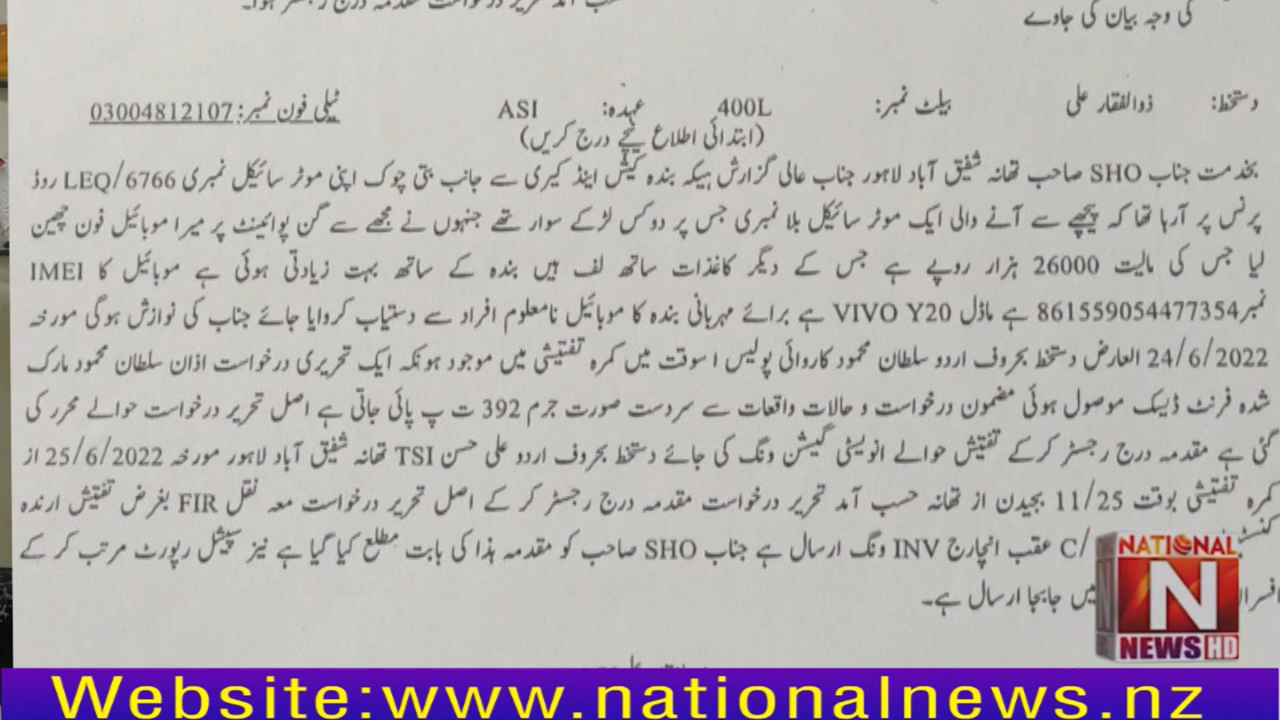 حسب آمد تحریر درخواست مقدمہ درج رجسٹر ہوا۔
کی وجہ بیان کی جاوے
دستخط: ذوالفقار علی بیلٹ نمبر: 400L عہدہ: ASI ٹیلی فون نمبر: 03004812107
(ابتدائی اطلاع نیچے درج کریں)
بخدمت جناب SHO صاحب تھانہ شفیق آباد لاہور جناب عالی گزارش ہیکہ بندہ کیش اینڈ کیری سے جانب بتی چوک اپنی موٹر سائیکل نمبری LEQ/6766 روڈ
پرنس پر آرہا تھا کہ پیچھے سے آنے والی ایک موٹر سائیکل بلا نمبری جس پر دو کس لڑکے سوار تھے جنہوں نے مجھے سے گن پوائینٹ پر میرا موبائیل فون چھین
لیا جس کی مالیت 26000 ہزار روپے ہے جس کے دیگر کاغذات ساتھ لف ہیں بندہ کے ساتھ بہت زیادتی ہوئی ہے موبائیل کا IMEI
نمبر861559054477354 ہے ماڈل VIVO Y20 ہے برائے مہربانی بندہ کا موبائیل نامعلوم افراد سے دستیاب کروایا جائے جناب کی نوازش ہوگی مورخہ
24/6/2022 العارض دستخط بحروف اردو سلطان محمود کاروائی پولیس اسوقت میں کمرہ تفتیشی میں موجود ہونکہ ایک تحریری درخواست اذان سلطان محمود مارک
شدہ فرنٹ ڈیسک موصول ہوئی مضمون درخواست و حالات واقعات سے سردست صورت جرم 392 ت پ پائی جاتی ہے اصل تحریر درخواست حوالے محرر کی
گئی ہے مقدمہ درج رجسٹر کرکے تفتیش حوالے انویسٹی گیشن ونگ کی جائے دستخط بحروف اردو علی حسن TSI تھانہ شفیق آباد لاہور مورخہ 25/6/2022 از
کمرہ تفتیشی بوقت 11/25 بجیدن از تھانہ حسب آمد تحریر درخواست مقدمہ درج رجسٹر کر کے اصل تحریر درخواست معہ نقل FIR بغرض تفتیش ارندہ
C/ عقب انچارج INV ونگ ارسال ہے جناب SHO صاحب کو مقدمہ ہذا کی بابت مطلع کیا گیا ہے نیز سپیشل رپورٹ مرتب کر کے
میں جابجا ارسال ہے۔
NATIONAL
N
NEWS HD
Website:www.nationalnews.nz